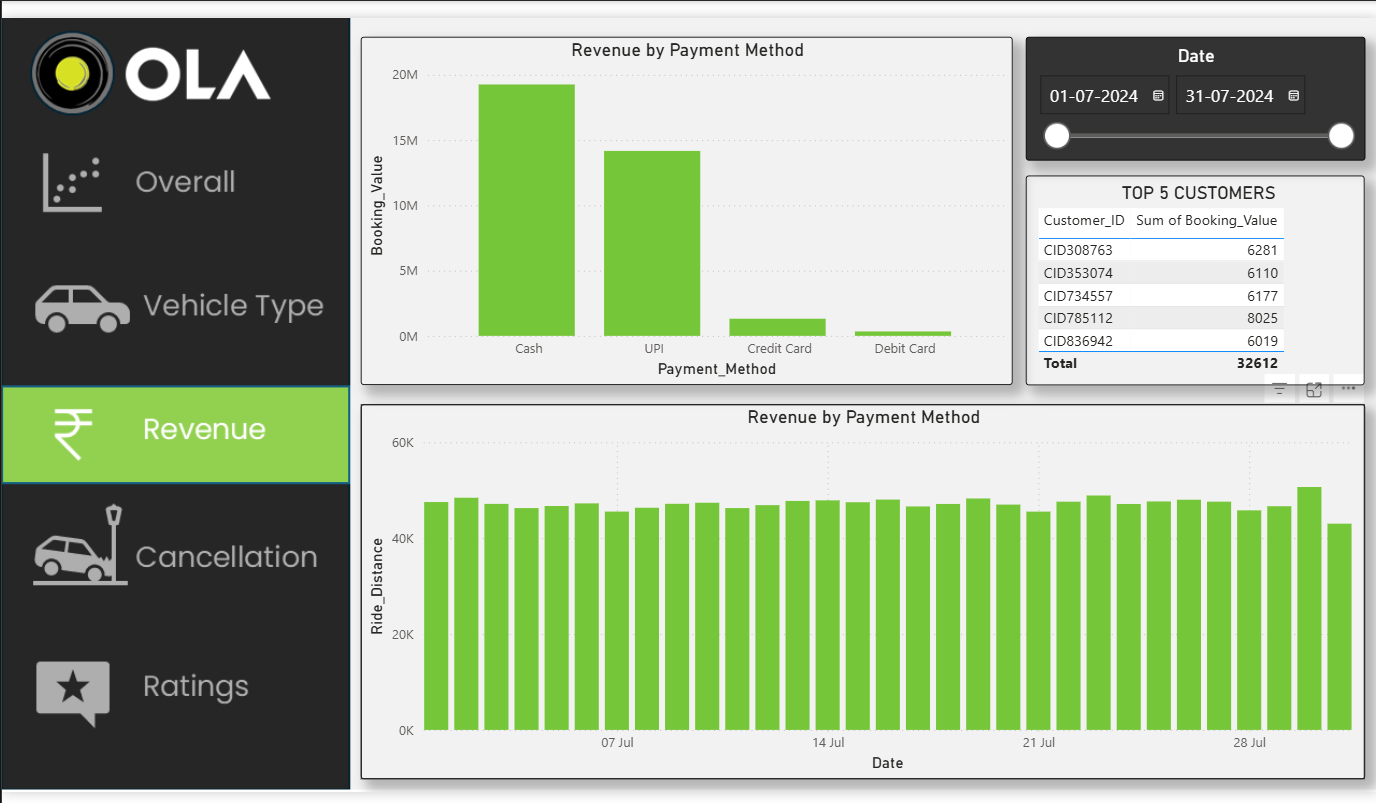 OLA
Overall
Vehicle Type
Revenue
Cancellation
Ratings
Revenue by Payment Method
20M
15M
10M
5M
0M
Booking_Value
Cash UPI Credit Card Debit Card
Payment_Method
Date
01-07-2024 31-07-2024
TOP 5 CUSTOMERS
Customer_ID Sum of Booking_Value
CID308763 6281
CID353074 6110
CID734557 6177
CID785112 8025
CID836942 6019
Total 32612
Revenue by Payment Method
60K
40K
20K
0K
Ride_Distance
07 Jul 14 Jul 21 Jul 28 Jul
Date